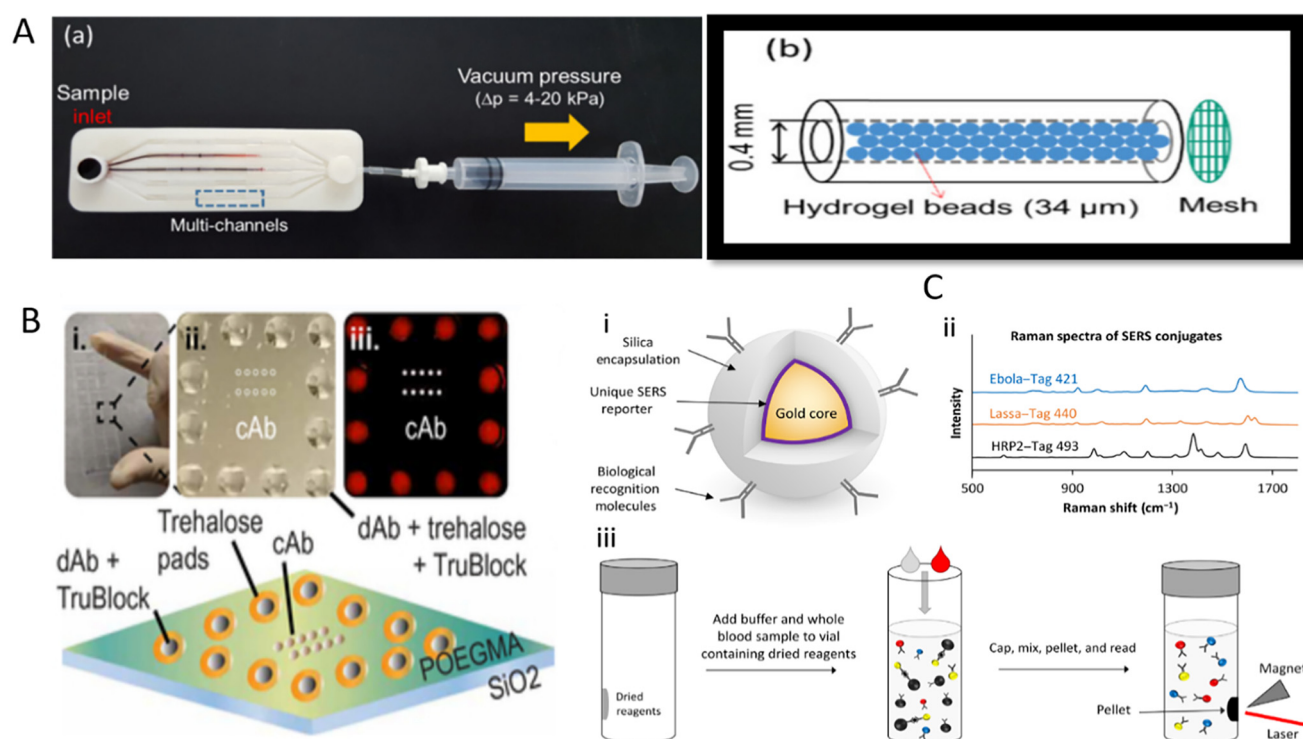 A
(a)
Sample
inlet
Multi-channels
Vacuum pressure
(Δp = 4-20 kPa)
(b)
0.4 mm
Hydrogel beads (34 μm)
Mesh
B
i.
ii.
cAb
iii.
cAb
dAb +
TruBlock
Trehalose
pads
cAb
dAb + trehalose
+ TruBlock
POEGMA
SiO2
C
i
Silica
encapsulation
Unique SERS
reporter
Gold core
Biological
recognition
molecules
ii
Raman spectra of SERS conjugates
Intensity
Ebola–Tag 421
Lassa–Tag 440
HRP2–Tag 493
500
900
1300
1700
Raman shift (cm⁻¹)
iii
Dried
reagents
Add buffer and whole
blood sample to vial
containing dried reagents
Cap, mix, pellet, and read
Pellet
Magnet
Laser